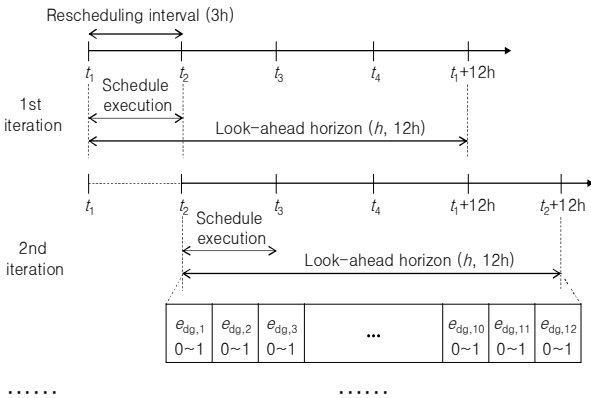 Rescheduling interval (3h)
t1 t2 t3 t4 t1+12h
Schedule
execution
1st
iteration
Look-ahead horizon (h, 12h)
t1 t2 t3 t4 t1+12h t2+12h
Schedule
execution
2nd
iteration
Look-ahead horizon (h, 12h)
edg,1 edg,2 edg,3 ... edg,10 edg,11 edg,12
0~1 0~1 0~1 0~1 0~1 0~1
...... ......